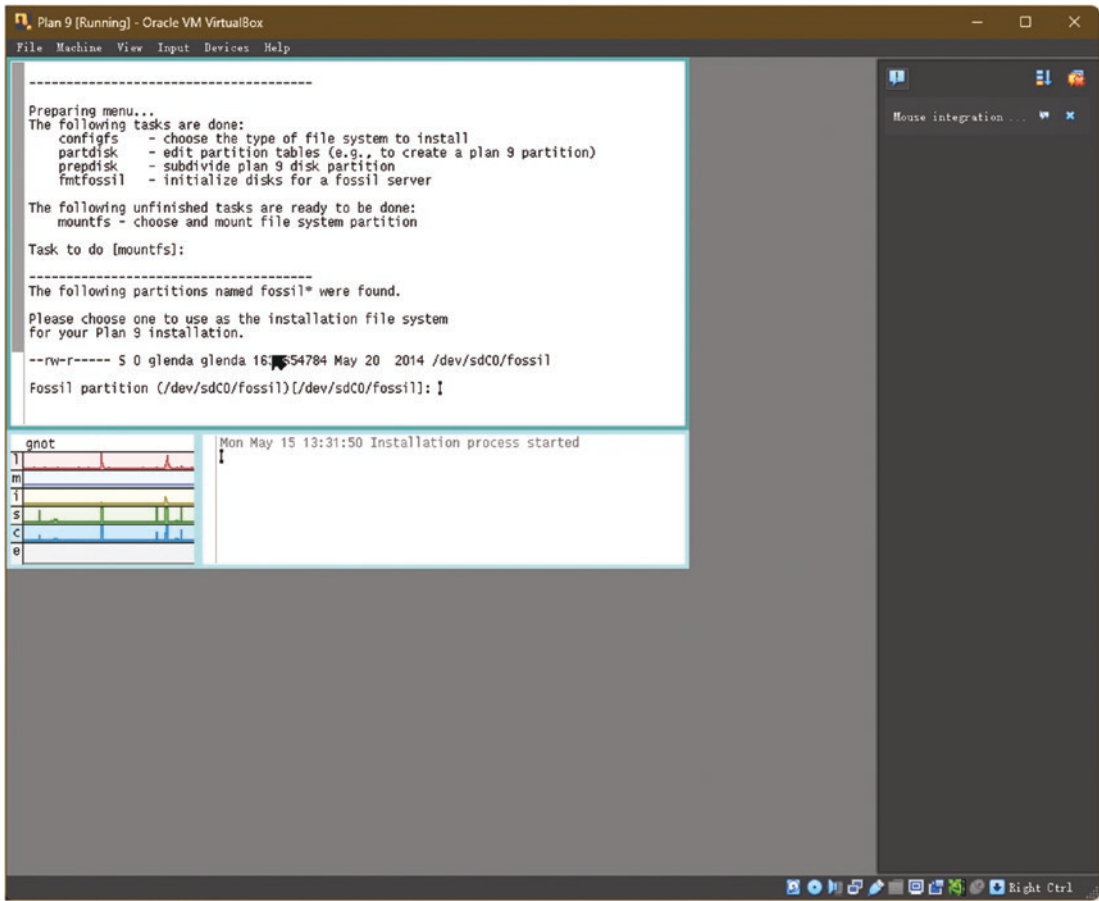 Plan 9 [Running] - Oracle VM VirtualBox
File Machine View Input Devices Help
-------------------------------------
Preparing menu...
The following tasks are done:
configfs - choose the type of file system to install
partdisk - edit partition tables (e.g., to create a plan 9 partition)
prepdisk - subdivide plan 9 disk partition
fmtfossil - initialize disks for a fossil server
The following unfinished tasks are ready to be done:
mountfs - choose and mount file system partition
Task to do [mountfs]:
-------------------------------------
The following partitions named fossil* were found.
Please choose one to use as the installation file system
for your Plan 9 installation.
--rw-r----- S 0 glenda glenda May 20 2014 /dev/sdC0/fossil
Fossil partition (/dev/sdC0/fossil)[/dev/sdC0/fossil]:
gnot
l
m
i
s
c
e
Mon May 15 13:31:50 Installation process started
Mouse integration ...
Right Ctrl